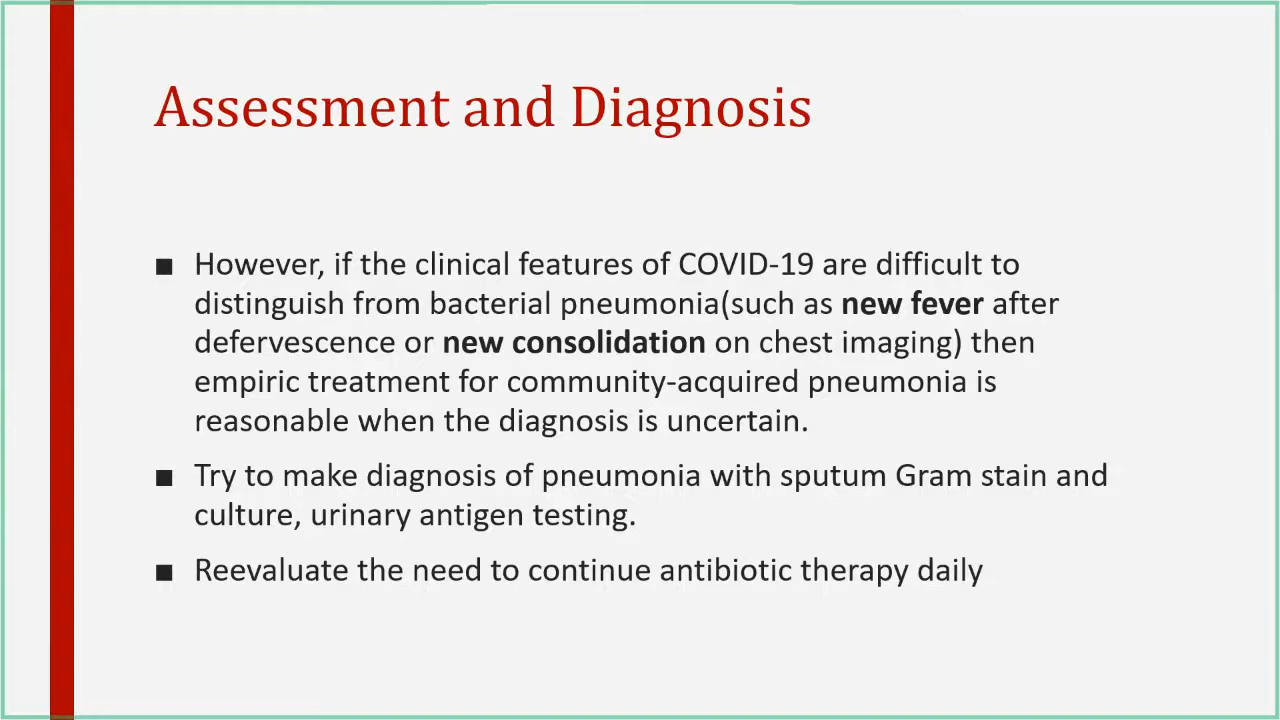 Assessment and Diagnosis
■ However, if the clinical features of COVID-19 are difficult to
distinguish from bacterial pneumonia(such as new fever after
defervescence or new consolidation on chest imaging) then
empiric treatment for community-acquired pneumonia is
reasonable when the diagnosis is uncertain.
■ Try to make diagnosis of pneumonia with sputum Gram stain and
culture, urinary antigen testing.
■ Reevaluate the need to continue antibiotic therapy daily